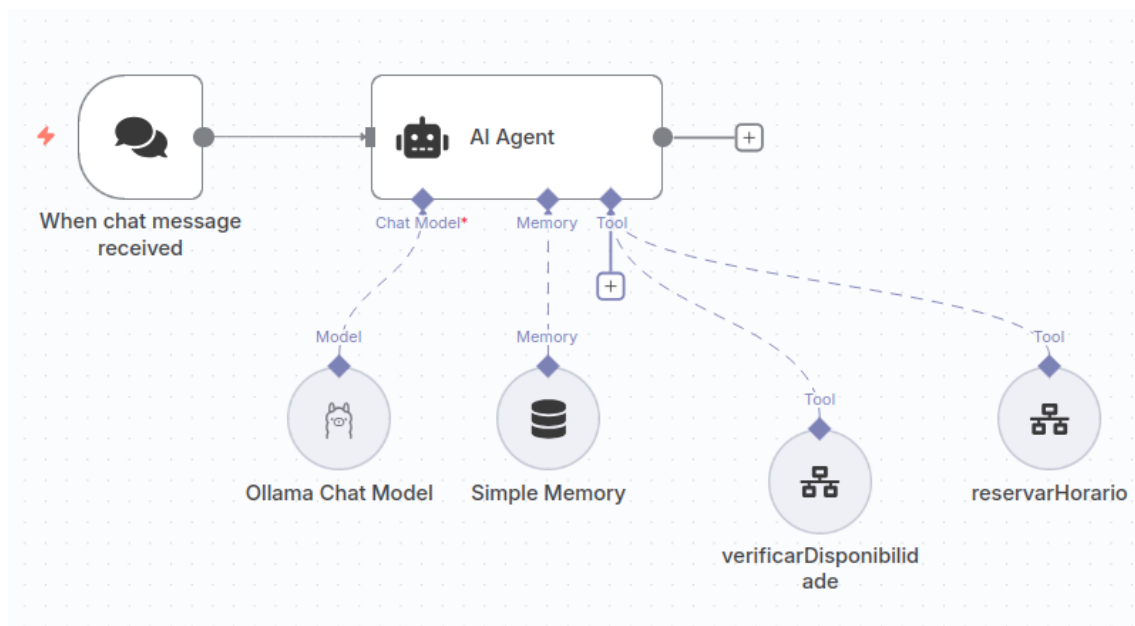 AI Agent
When chat message
received
Chat Model*
Memory
Tool
Model
Memory
Tool
Tool
Ollama Chat Model
Simple Memory
verificarDisponibilid
ade
reservarHorario